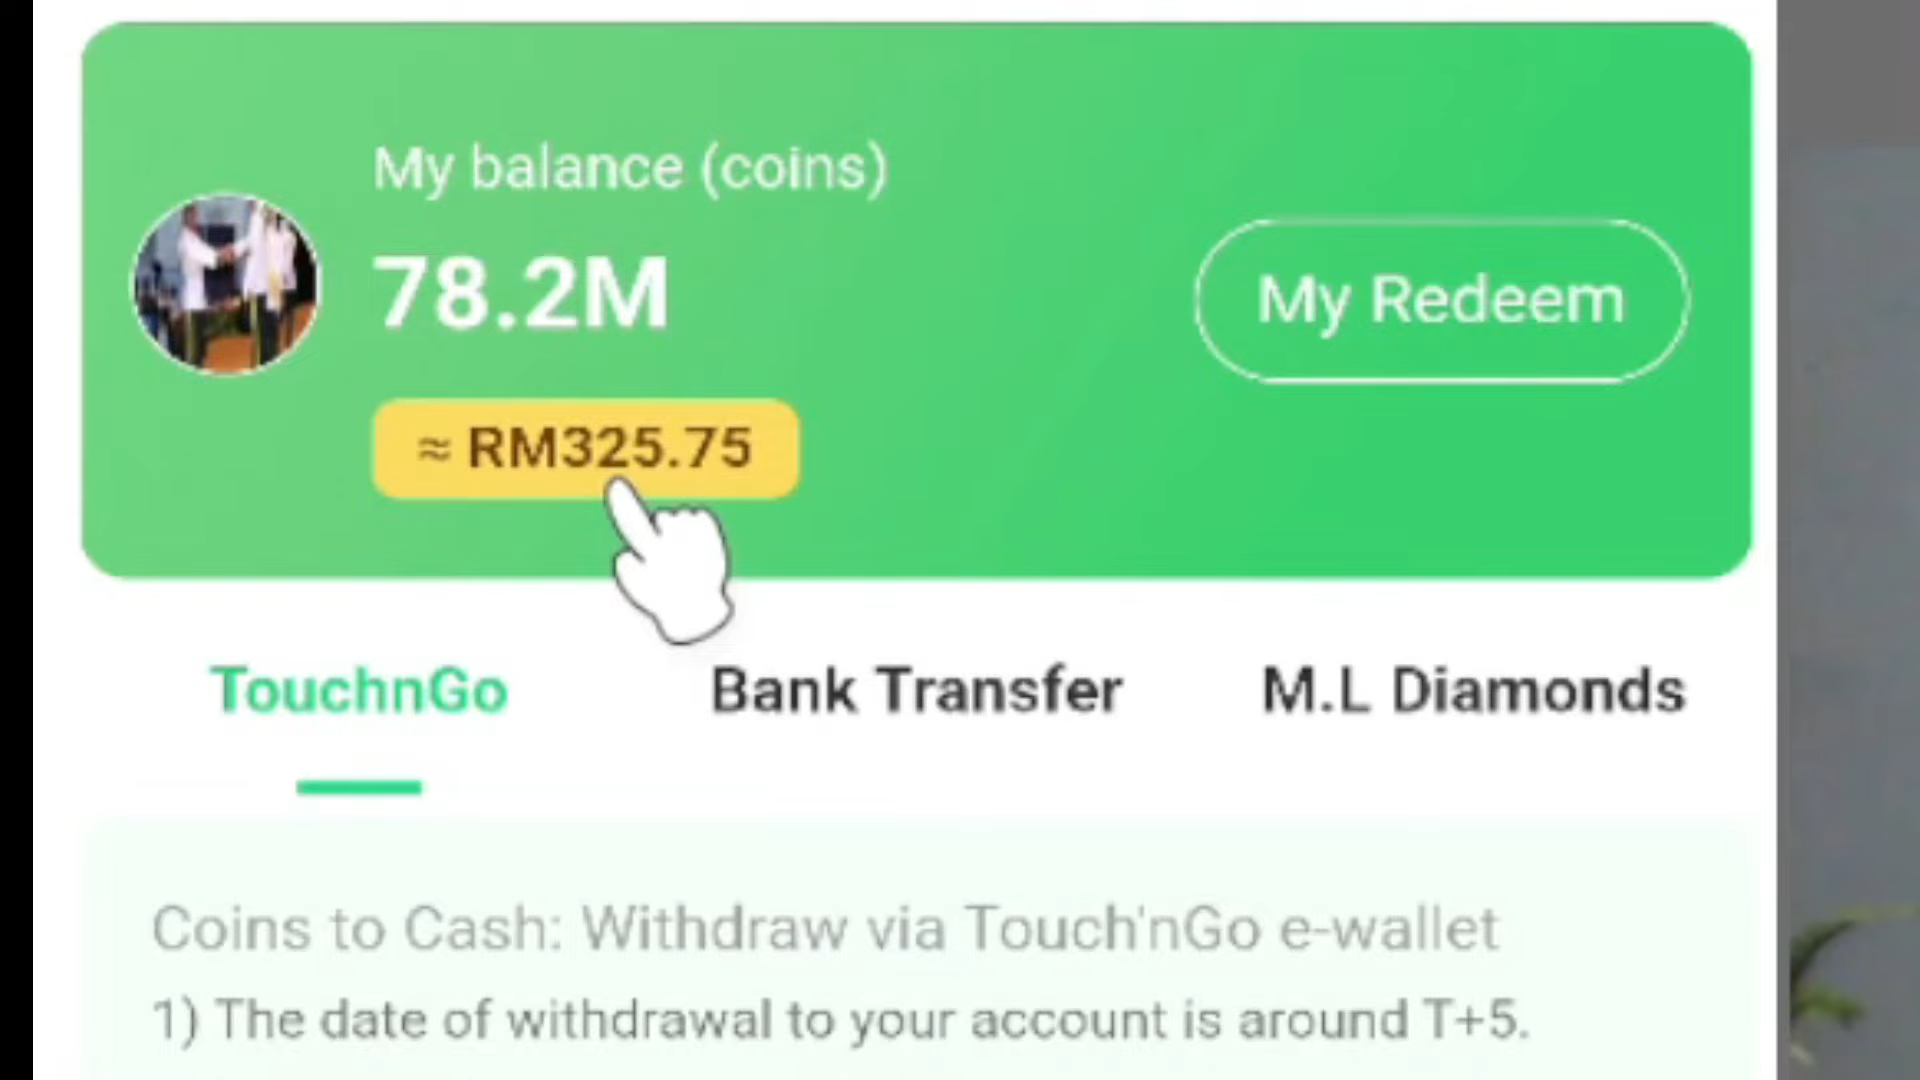 My balance (coins)
78.2M
My Redeem
≈ RM325.75
TouchnGo
Bank Transfer
M.L Diamonds
Coins to Cash: Withdraw via Touch'nGo e-wallet
1) The date of withdrawal to your account is around T+5.